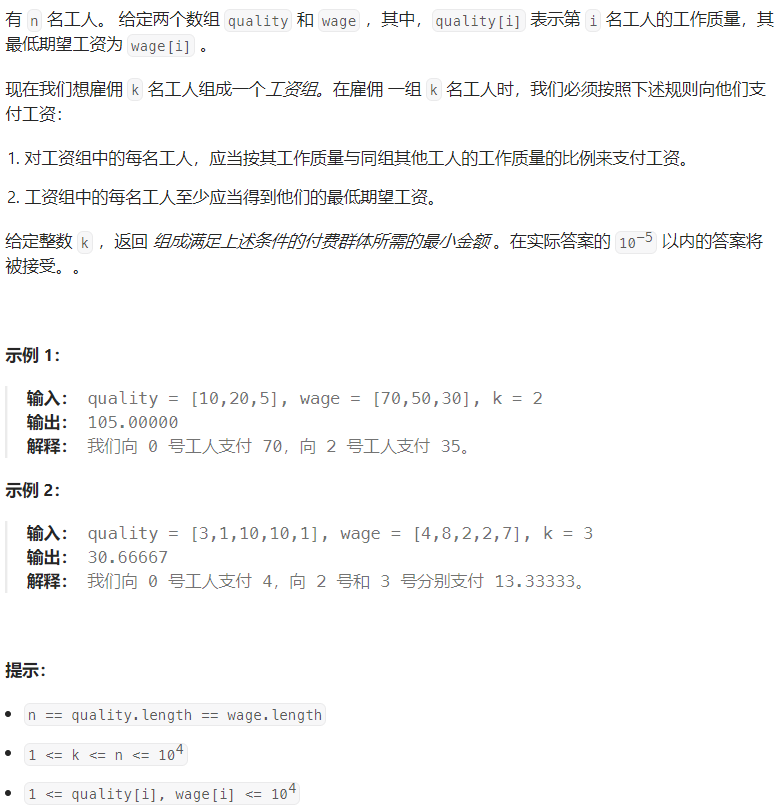 有 n 名工人。 给定两个数组 quality 和 wage ，其中，quality[i] 表示第 i 名工人的工作质量，其
最低期望工资为 wage[i] 。
现在我们想雇佣 k 名工人组成一个工资组。在雇佣 一组 k 名工人时，我们必须按照下述规则向他们支
付工资：
1. 对工资组中的每名工人，应当按其工作质量与同组其他工人的工作质量的比例来支付工资。
2. 工资组中的每名工人至少应当得到他们的最低期望工资。
给定整数 k ，返回 组成满足上述条件的付费群体所需的最小金额 。在实际答案的 10⁻⁵ 以内的答案将
被接受。。
示例 1：
输入： quality = [10,20,5], wage = [70,50,30], k = 2
输出： 105.00000
解释： 我们向 0 号工人支付 70，向 2 号工人支付 35。
示例 2：
输入： quality = [3,1,10,10,1], wage = [4,8,2,2,7], k = 3
输出： 30.66667
解释： 我们向 0 号工人支付 4，向 2 号和 3 号分别支付 13.33333。
提示：
• n == quality.length == wage.length
• 1 <= k <= n <= 10⁴
• 1 <= quality[i], wage[i] <= 10⁴